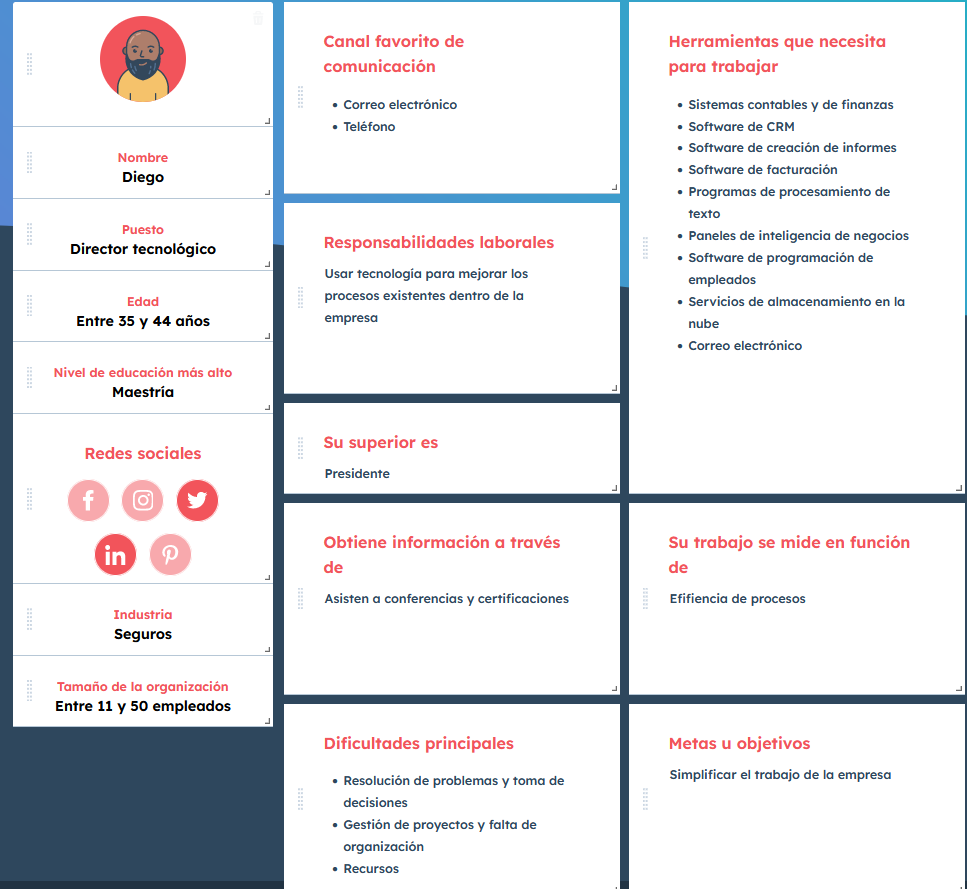 Nombre
Diego
Puesto
Director tecnológico
Edad
Entre 35 y 44 años
Nivel de educación más alto
Maestría
Redes sociales
f
in
Industria
Seguros
Tamaño de la organización
Entre 11 y 50 empleados
Canal favorito de
comunicación
• Correo electrónico
• Teléfono
Responsabilidades laborales
Usar tecnología para mejorar los
procesos existentes dentro de la
empresa
Su superior es
Presidente
Obtiene información a través
de
Asisten a conferencias y certificaciones
Dificultades principales
• Resolución de problemas y toma de
decisiones
• Gestión de proyectos y falta de
organización
• Recursos
Herramientas que necesita
para trabajar
• Sistemas contables y de finanzas
• Software de CRM
• Software de creación de informes
• Software de facturación
• Programas de procesamiento de
texto
• Paneles de inteligencia de negocios
• Software de programación de
empleados
• Servicios de almacenamiento en la
nube
• Correo electrónico
Su trabajo se mide en función
de
Efifiencia de procesos
Metas u objetivos
Simplificar el trabajo de la empresa